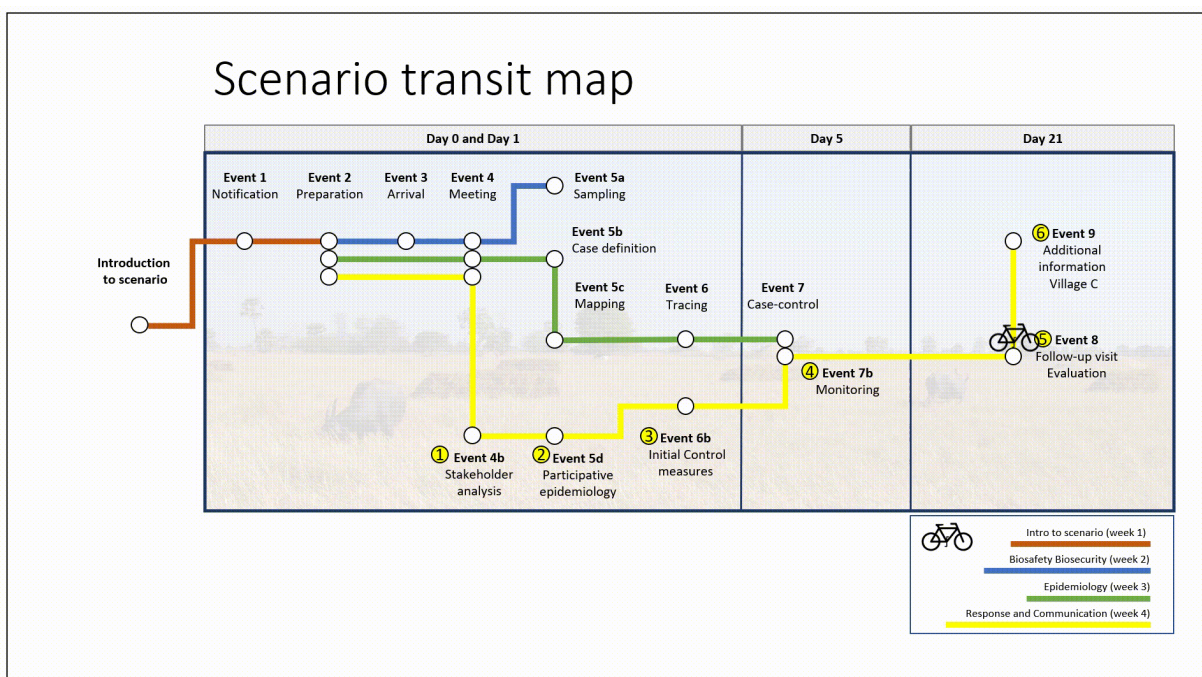 Scenario transit map
Day 0 and Day 1
Day 5
Day 21
Event 1
Notification
Event 2
Preparation
Event 3
Arrival
Event 4
Meeting
Event 5a
Sampling
Event 5b
Case definition
Introduction
to scenario
Event 5c
Mapping
Event 6
Tracing
Event 7
Case-control
6 Event 9
Additional
information
Village C
5 Event 8
Follow-up visit
Evaluation
4 Event 7b
Monitoring
1 Event 4b
Stakeholder
analysis
2 Event 5d
Participative
epidemiology
3 Event 6b
Initial Control
measures
Intro to scenario (week 1)
Biosafety Biosecurity (week 2)
Epidemiology (week 3)
Response and Communication (week 4)